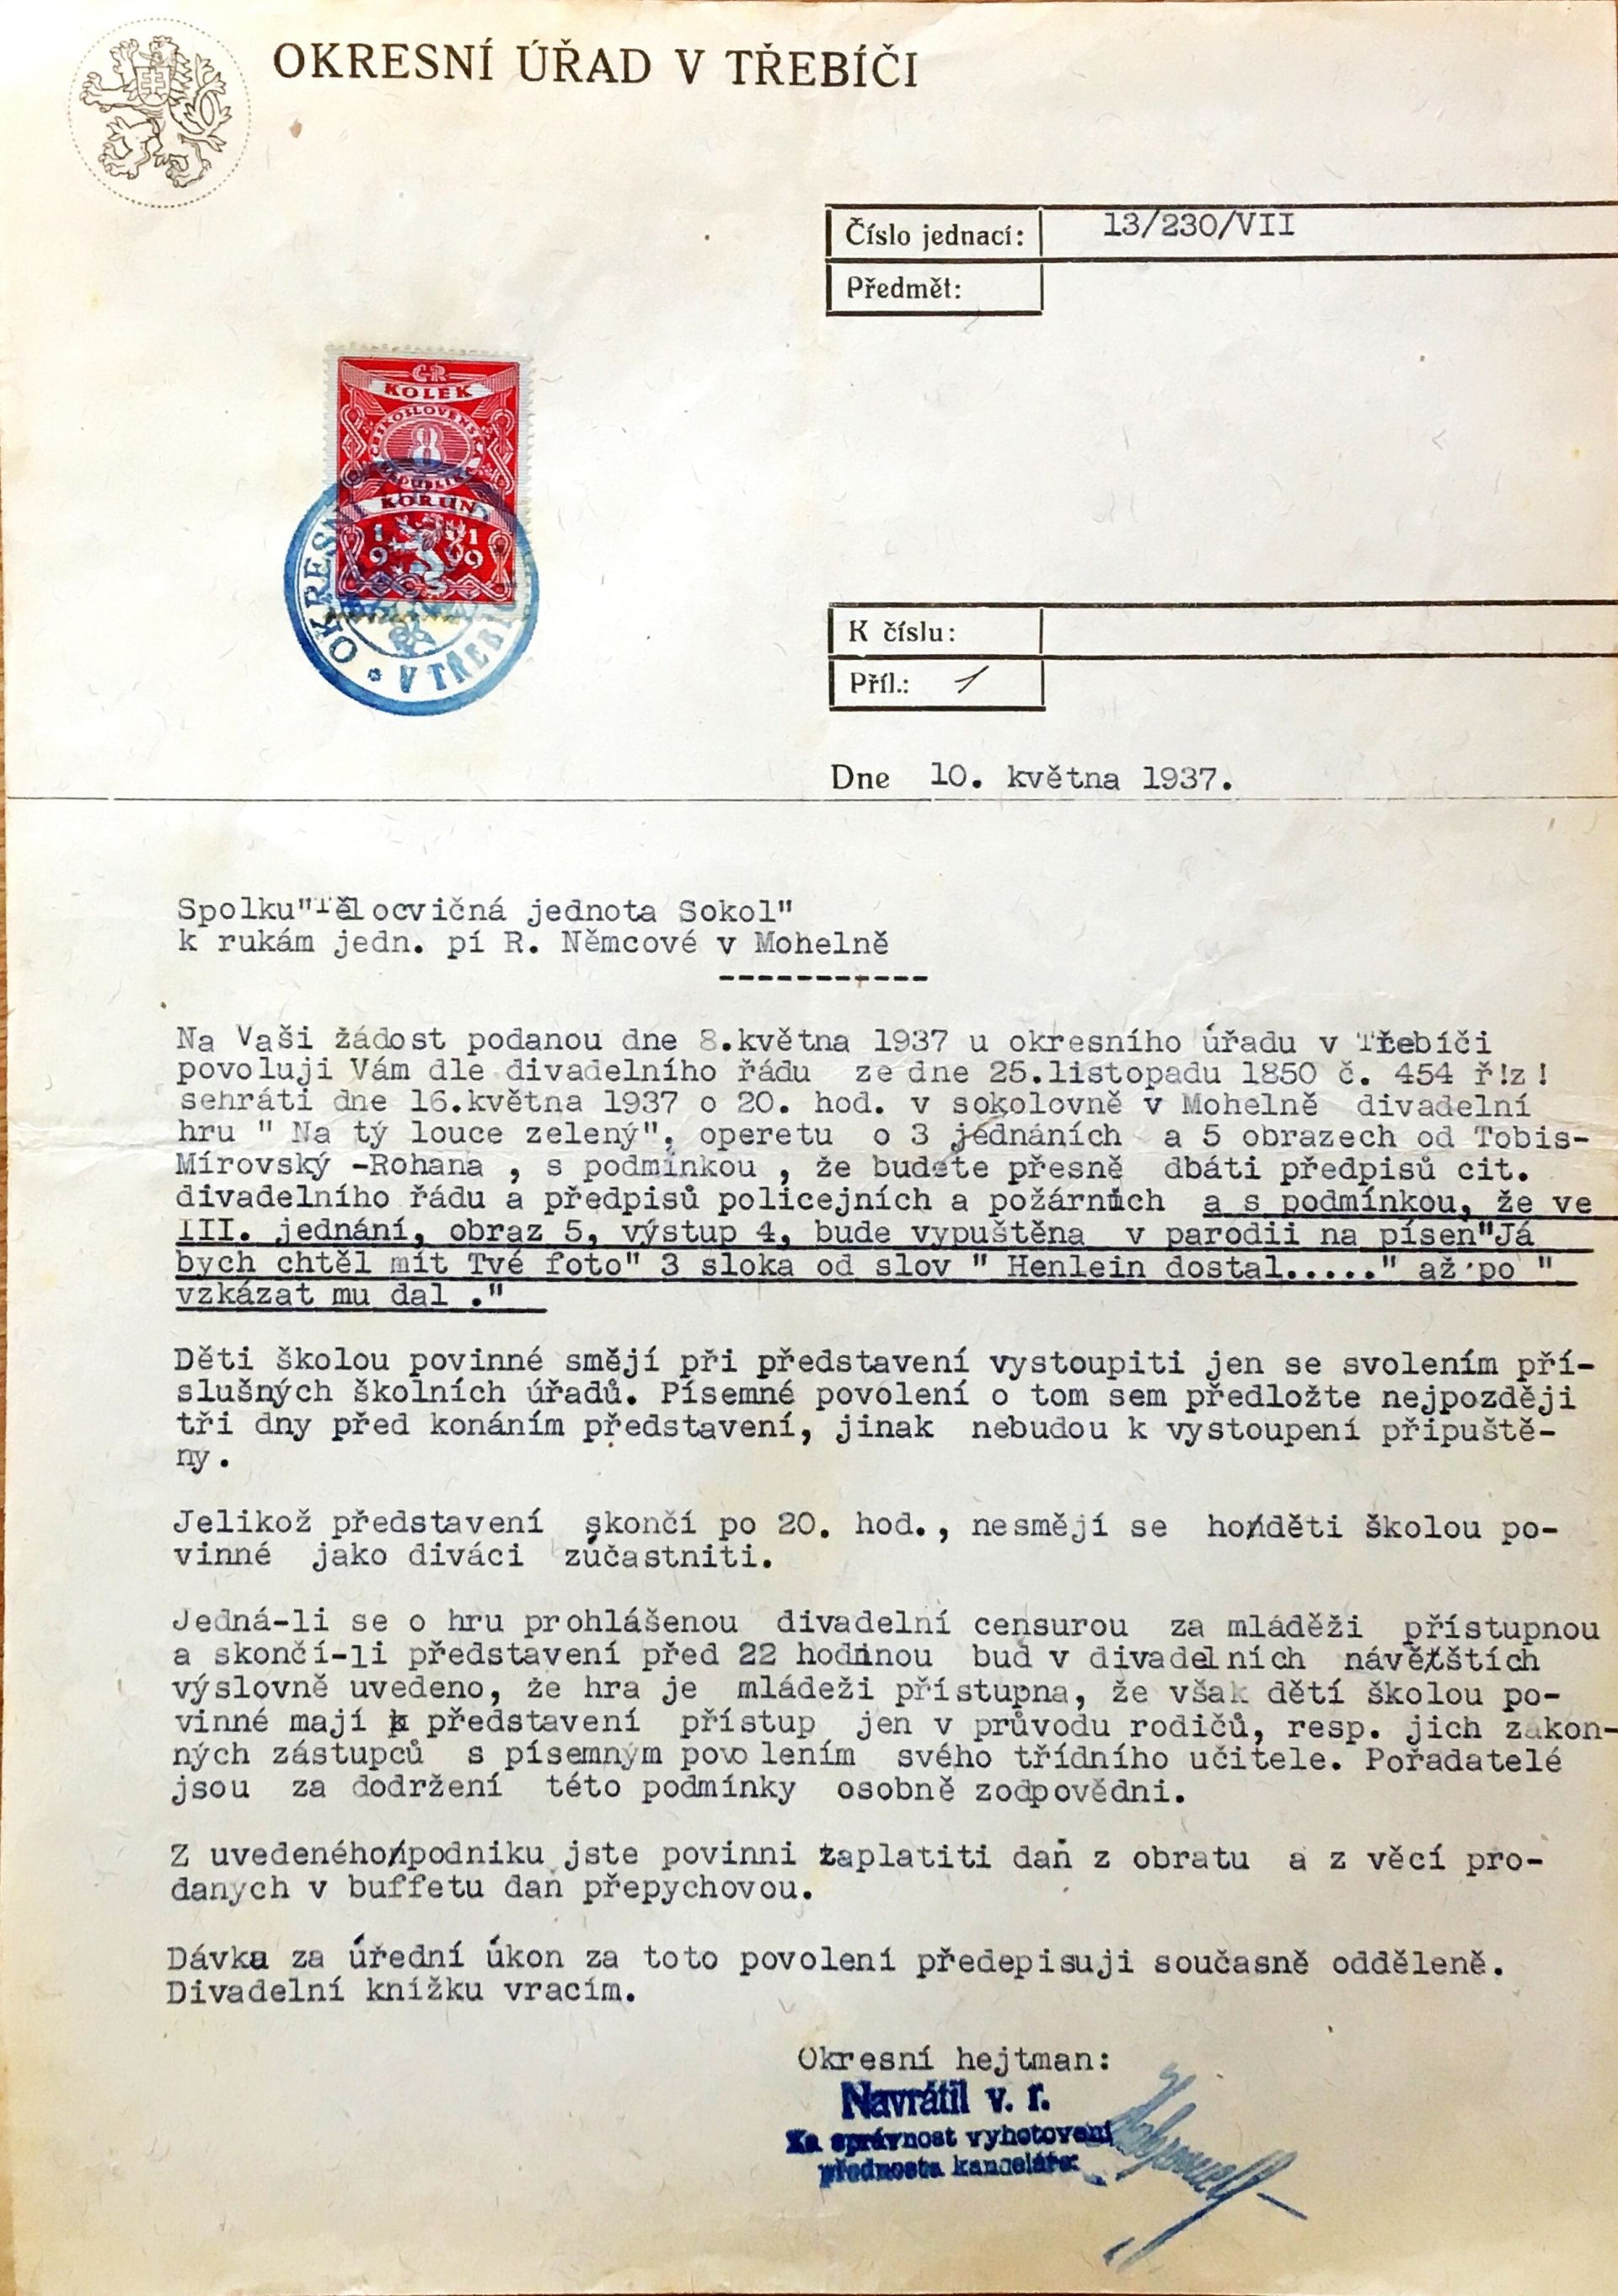 OKRESNÍ ÚŘAD V TŘEBÍČI
Číslo jednací: 13/230/VII
Předmět:
ČR
KOLEK
ČESKOSLOVENSKÁ
8
REPUBLIKA
KORUN
1919
OKRESNÍ
V TŘEBÍ
K číslu:
Příl.: 1
Dne 10. května 1937.
Spolku"Tělocvičná jednota Sokol"
k rukám jedn. pí R. Němcové v Mohelně
-----------
Na Vaši žádost podanou dne 8.května 1937 u okresního úřadu v Třebíči
povoluji Vám dle divadelního řádu ze dne 25.listopadu 1850 č. 454 ř!z!
sehráti dne 16.května 1937 o 20. hod. v sokolovně v Mohelně divadelní
hru " Na tý louce zelený", operetu o 3 jednáních a 5 obrazech od Tobis-
Mírovský -Rohana , s podmínkou , že budete přesně dbáti předpisů cit.
divadelního řádu a předpisů policejních a požárních a s podmínkou, že ve
III. jednání, obraz 5, výstup 4, bude vypuštěna v parodii na písen"Já
bych chtěl mít Tvé foto" 3 sloka od slov " Henlein dostal....." až po "
vzkázat mu dal ."
Děti školou povinné smějí při představení vystoupiti jen se svolením pří-
slušných školních úřadů. Písemné povolení o tom sem předložte nejpozději
tři dny před konáním představení, jinak nebudou k vystoupení připuště-
ny.
Jelikož představení skončí po 20. hod., nesmějí se ho/děti školou po-
vinné jako diváci zúčastniti.
Jedná-li se o hru prohlášenou divadelní censurou za mláděži přístupnou
a skončí-li představení před 22 hodinou bud v divadelních návěštích
výslovně uvedeno, že hra je mládeži přístupna, že však dětí školou po-
vinné mají k představení přístup jen v průvodu rodičů, resp. jich zakon-
ných zástupců s písemným povolením svého třídního učitele. Pořadatelé
jsou za dodržení této podmínky osobně zodpovědni.
Z uvedeného/podniku jste povinni zaplatiti daň z obratu a z věcí pro-
daných v buffetu daň přepychovou.
Dávka za úřední úkon za toto povolení předepisuji současně odděleně.
Divadelní knížku vracím.
Okresní hejtman:
Navrátil v. r.
Za správnost vyhotovení
přednosta kanceláře: